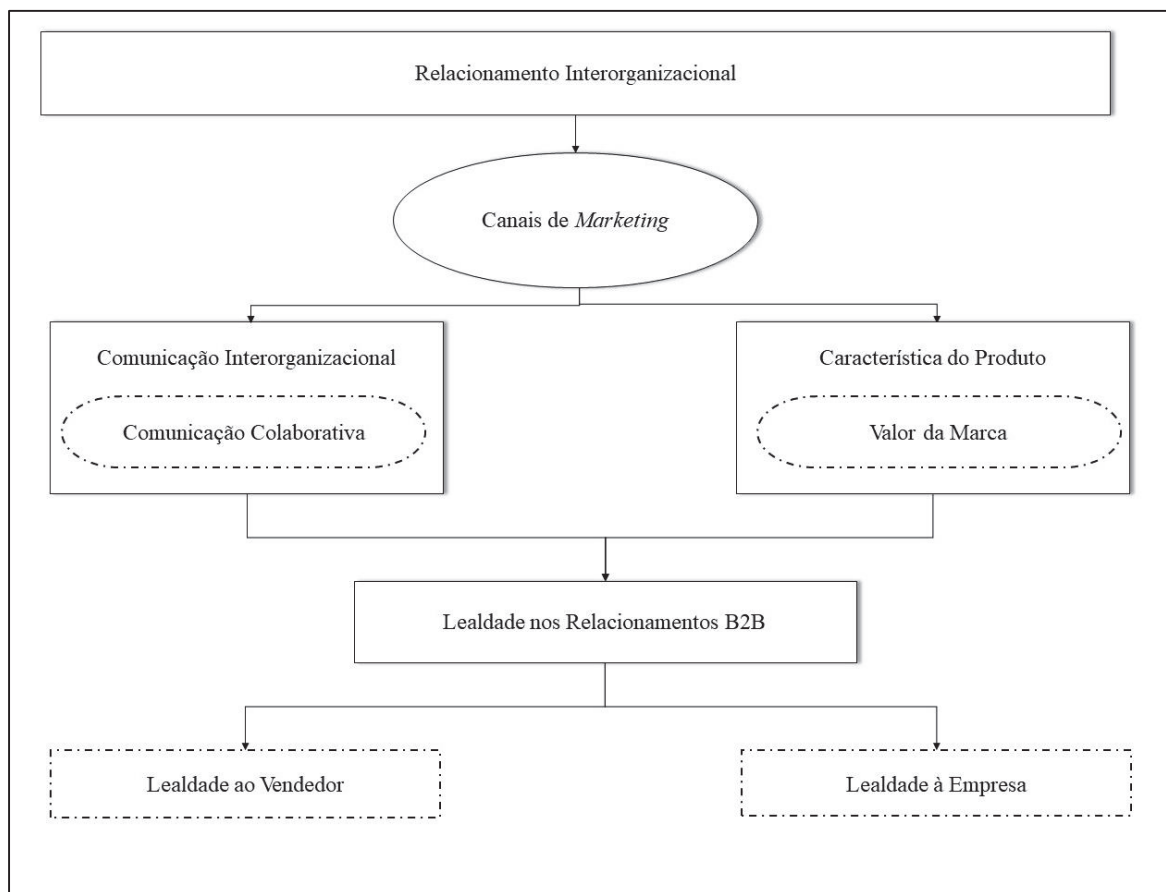 Relacionamento Interorganizacional
Canais de Marketing
Comunicação Interorganizacional
Comunicação Colaborativa
Característica do Produto
Valor da Marca
Lealdade nos Relacionamentos B2B
Lealdade ao Vendedor
Lealdade à Empresa